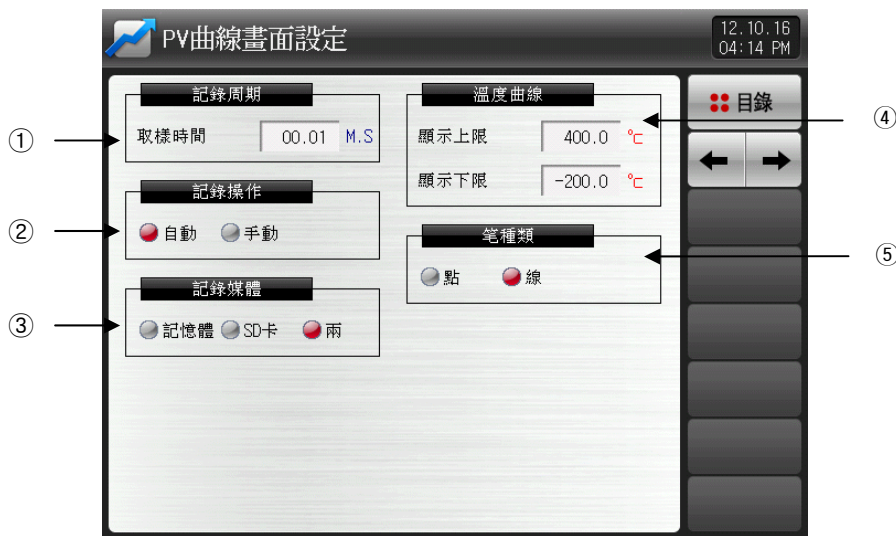 PV曲線畫面設定
12.10.16
04:14 PM
記錄周期
① 取樣時間 00.01 M.S
記錄操作
② 自動 手動
記錄媒體
③ 記憶體 SD卡 兩
溫度曲線
④ 顯示上限 400.0 ℃
顯示下限 -200.0 ℃
笔種類
⑤ 點 線
目錄